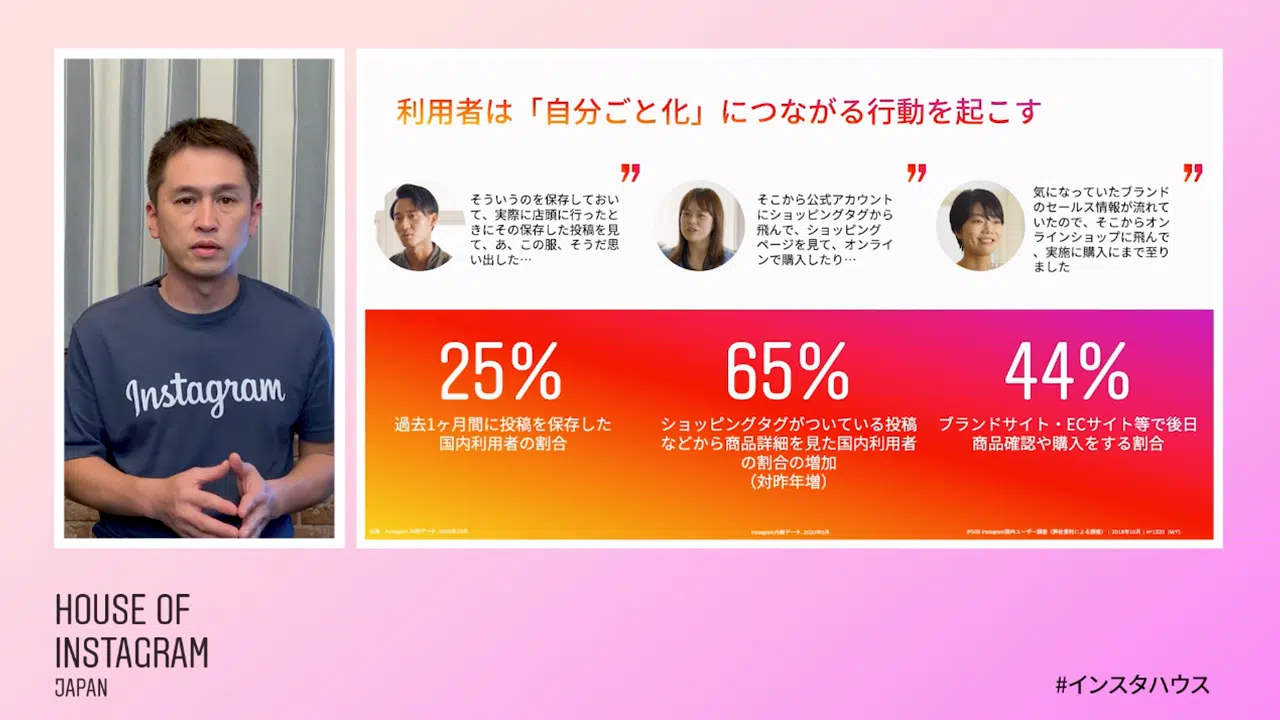 利用者は「自分ごと化」につながる行動を起こす
”
そういうのを保存しておい
て、実際に店頭に行ったと
きにその保存した投稿を見
て、あ、この服、そうだ思
い出した…
”
そこから公式アカウント
にショッピングタグから
飛んで、ショッピング
ページを見て、オンライ
ンで購入したり…
”
気になっていたブランド
のセールス情報が流れて
いたので、そこからオン
ラインショップに飛んで
、実施に購入にまで至り
ました
Instagram
25%
過去1ヶ月間に投稿を保存した
国内利用者の割合
65%
ショッピングタグがついている投稿
などから商品詳細を見た国内利用者
の割合の増加
（対昨年増）
44%
ブランドサイト・ECサイト等で後日
商品確認や購入をする割合
Instagram内部データ, 2020年6月
HOUSE OF
INSTAGRAM
JAPAN
#インスタハウス